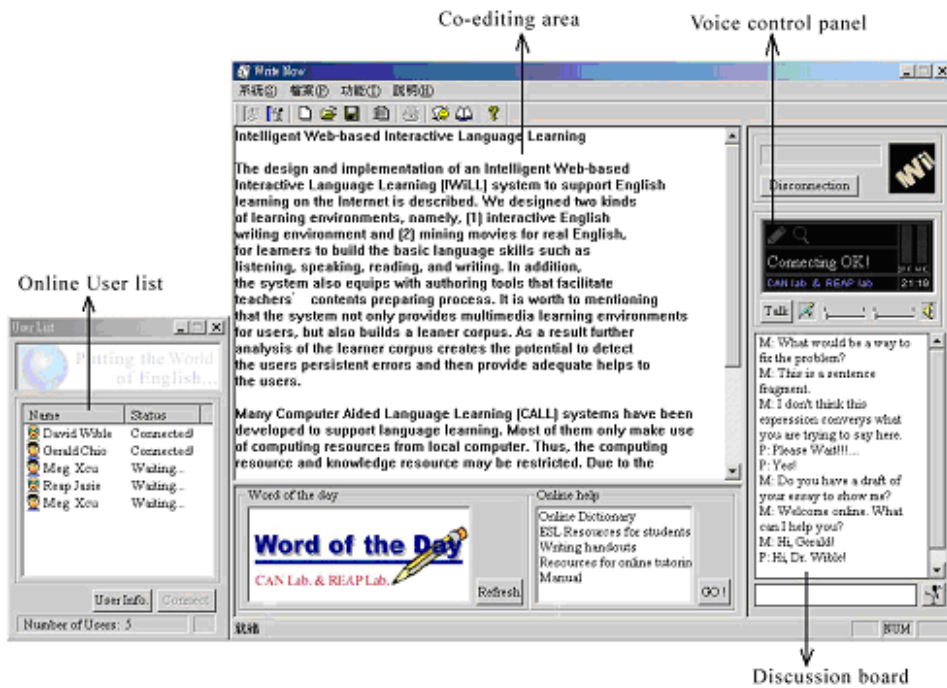 Co-editing area
Voice control panel
Write Now
系統(S) 檔案(F) 功能(T) 說明(H)
Intelligent Web-based Interactive Language Learning
The design and implementation of an Intelligent Web-based
Interactive Language Learning (IWiLL) system to support English
learning on the Internet is described. We designed two kinds
of learning environments, namely, (1) interactive English
writing environment and (2) mining movies for real English,
for learners to build the basic language skills such as
listening, speaking, reading, and writing. In addition,
the system also equips with authoring tools that facilitate
teachers' contents preparing process. It is worth to mentioning
that the system not only provides multimedia learning environments
for users, but also builds a leaner corpus. As a result further
analysis of the learner corpus creates the potential to detect
the users persistent errors and then provide adequate helps to
the users.
Many Computer Aided Language Learning (CALL) systems have been
developed to support language learning. Most of them only make use
of computing resources from local computer. Thus, the computing
resource and knowledge resource may be restricted. Due to the
Disconnection
Wil
Connecting OK!
CAN lab & REAP lab 21:18
Talk
M: What would be a way to
fix the problem?
M: This is a sentence
fragment.
M: I don't think this
expression converys what
you are trying to say here.
P: Please Wait!!!...
P: Yes!
M: Do you have a draft of
your essay to show me?
M: Welcome online. What
can I help you?
M: Hi, Gerald!
P: Hi, Dr. Wible!
Online User list
User List
Putting the World
of English...
Name Status
David Wible Connected!
Gerald Chio Connected!
Meg Xou Waiting...
Reap Jasie Waiting...
Meg Xou Waiting...
User Info. Connect
Number of Users: 5
Word of the day
Word of the Day
CAN Lab. & REAP Lab.
Refresh
Online help
Online Dictionary
ESL Resources for students
Writing handouts
Resources for online tutorin
Manual
GO!
就緒
NUM
Discussion board